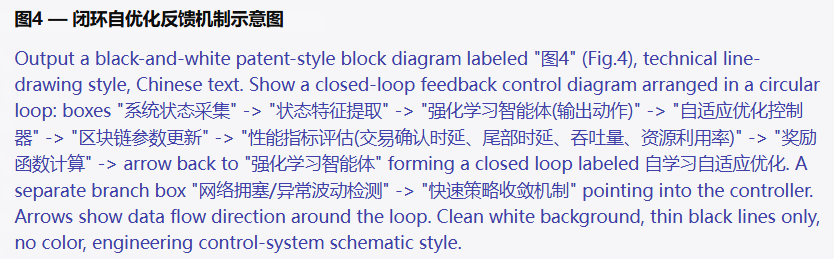 图4 — 闭环自优化反馈机制示意图
Output a black-and-white patent-style block diagram labeled "图4" (Fig.4), technical line-
drawing style, Chinese text. Show a closed-loop feedback control diagram arranged in a circular
loop: boxes "系统状态采集" -> "状态特征提取" -> "强化学习智能体(输出动作)" -> "自适应优化控制
器" -> "区块链参数更新" -> "性能指标评估(交易确认时延、尾部时延、吞吐量、资源利用率)" -> "奖励
函数计算" -> arrow back to "强化学习智能体" forming a closed loop labeled 自学习自适应优化. A
separate branch box "网络拥塞/异常波动检测" -> "快速策略收敛机制" pointing into the controller.
Arrows show data flow direction around the loop. Clean white background, thin black lines only,
no color, engineering control-system schematic style.